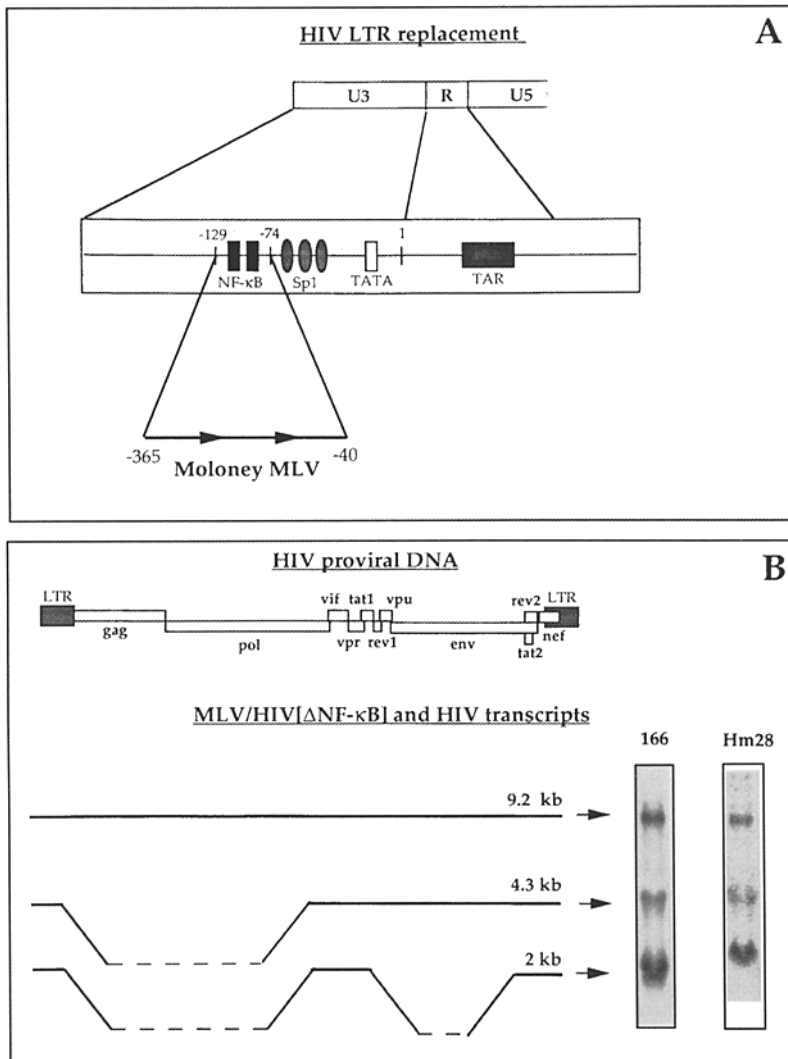 A
HIV LTR replacement
U3 R U5
-129 -74 1
NF-κB Sp1 TATA TAR
-365 Moloney MLV -40
B
HIV proviral DNA
LTR gag pol vif vpr tat1 rev1 vpu env rev2 tat2 nef LTR
MLV/HIV[ΔNF-κB] and HIV transcripts
166 Hm28
9.2 kb
4.3 kb
2 kb